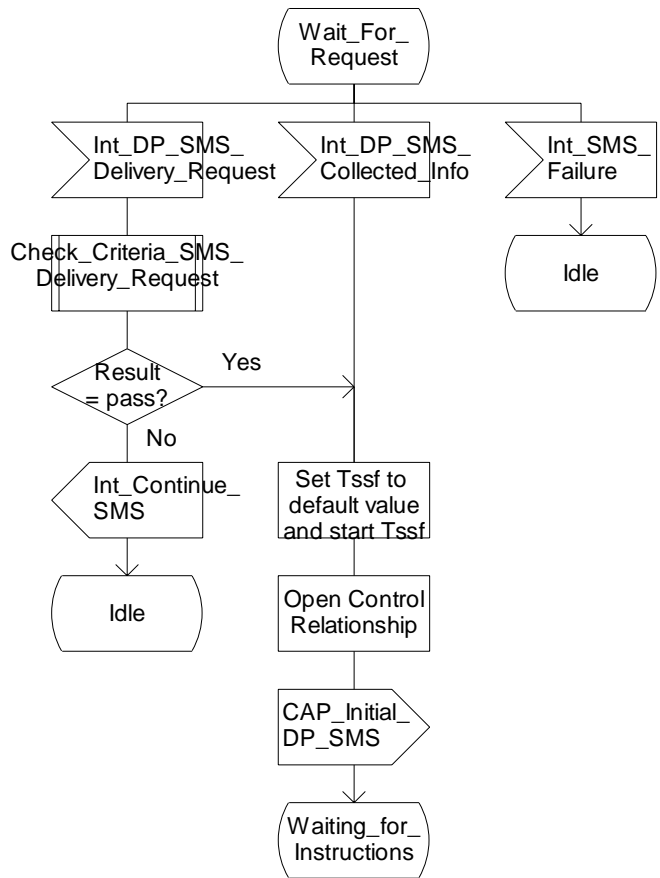 Wait_For_
Request
Int_DP_SMS_
Delivery_Request
Int_DP_SMS_
Collected_Info
Int_SMS_
Failure
Check_Criteria_SMS_
Delivery_Request
Idle
Result
= pass?
Yes
No
Int_Continue_
SMS
Set Tssf to
default value
and start Tssf
Idle
Open Control
Relationship
CAP_Initial_
DP_SMS
Waiting_for_
Instructions